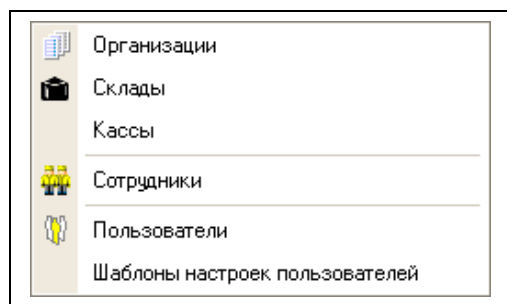 Организации
Склады
Кассы
Сотрудники
Пользователи
Шаблоны настроек пользователей